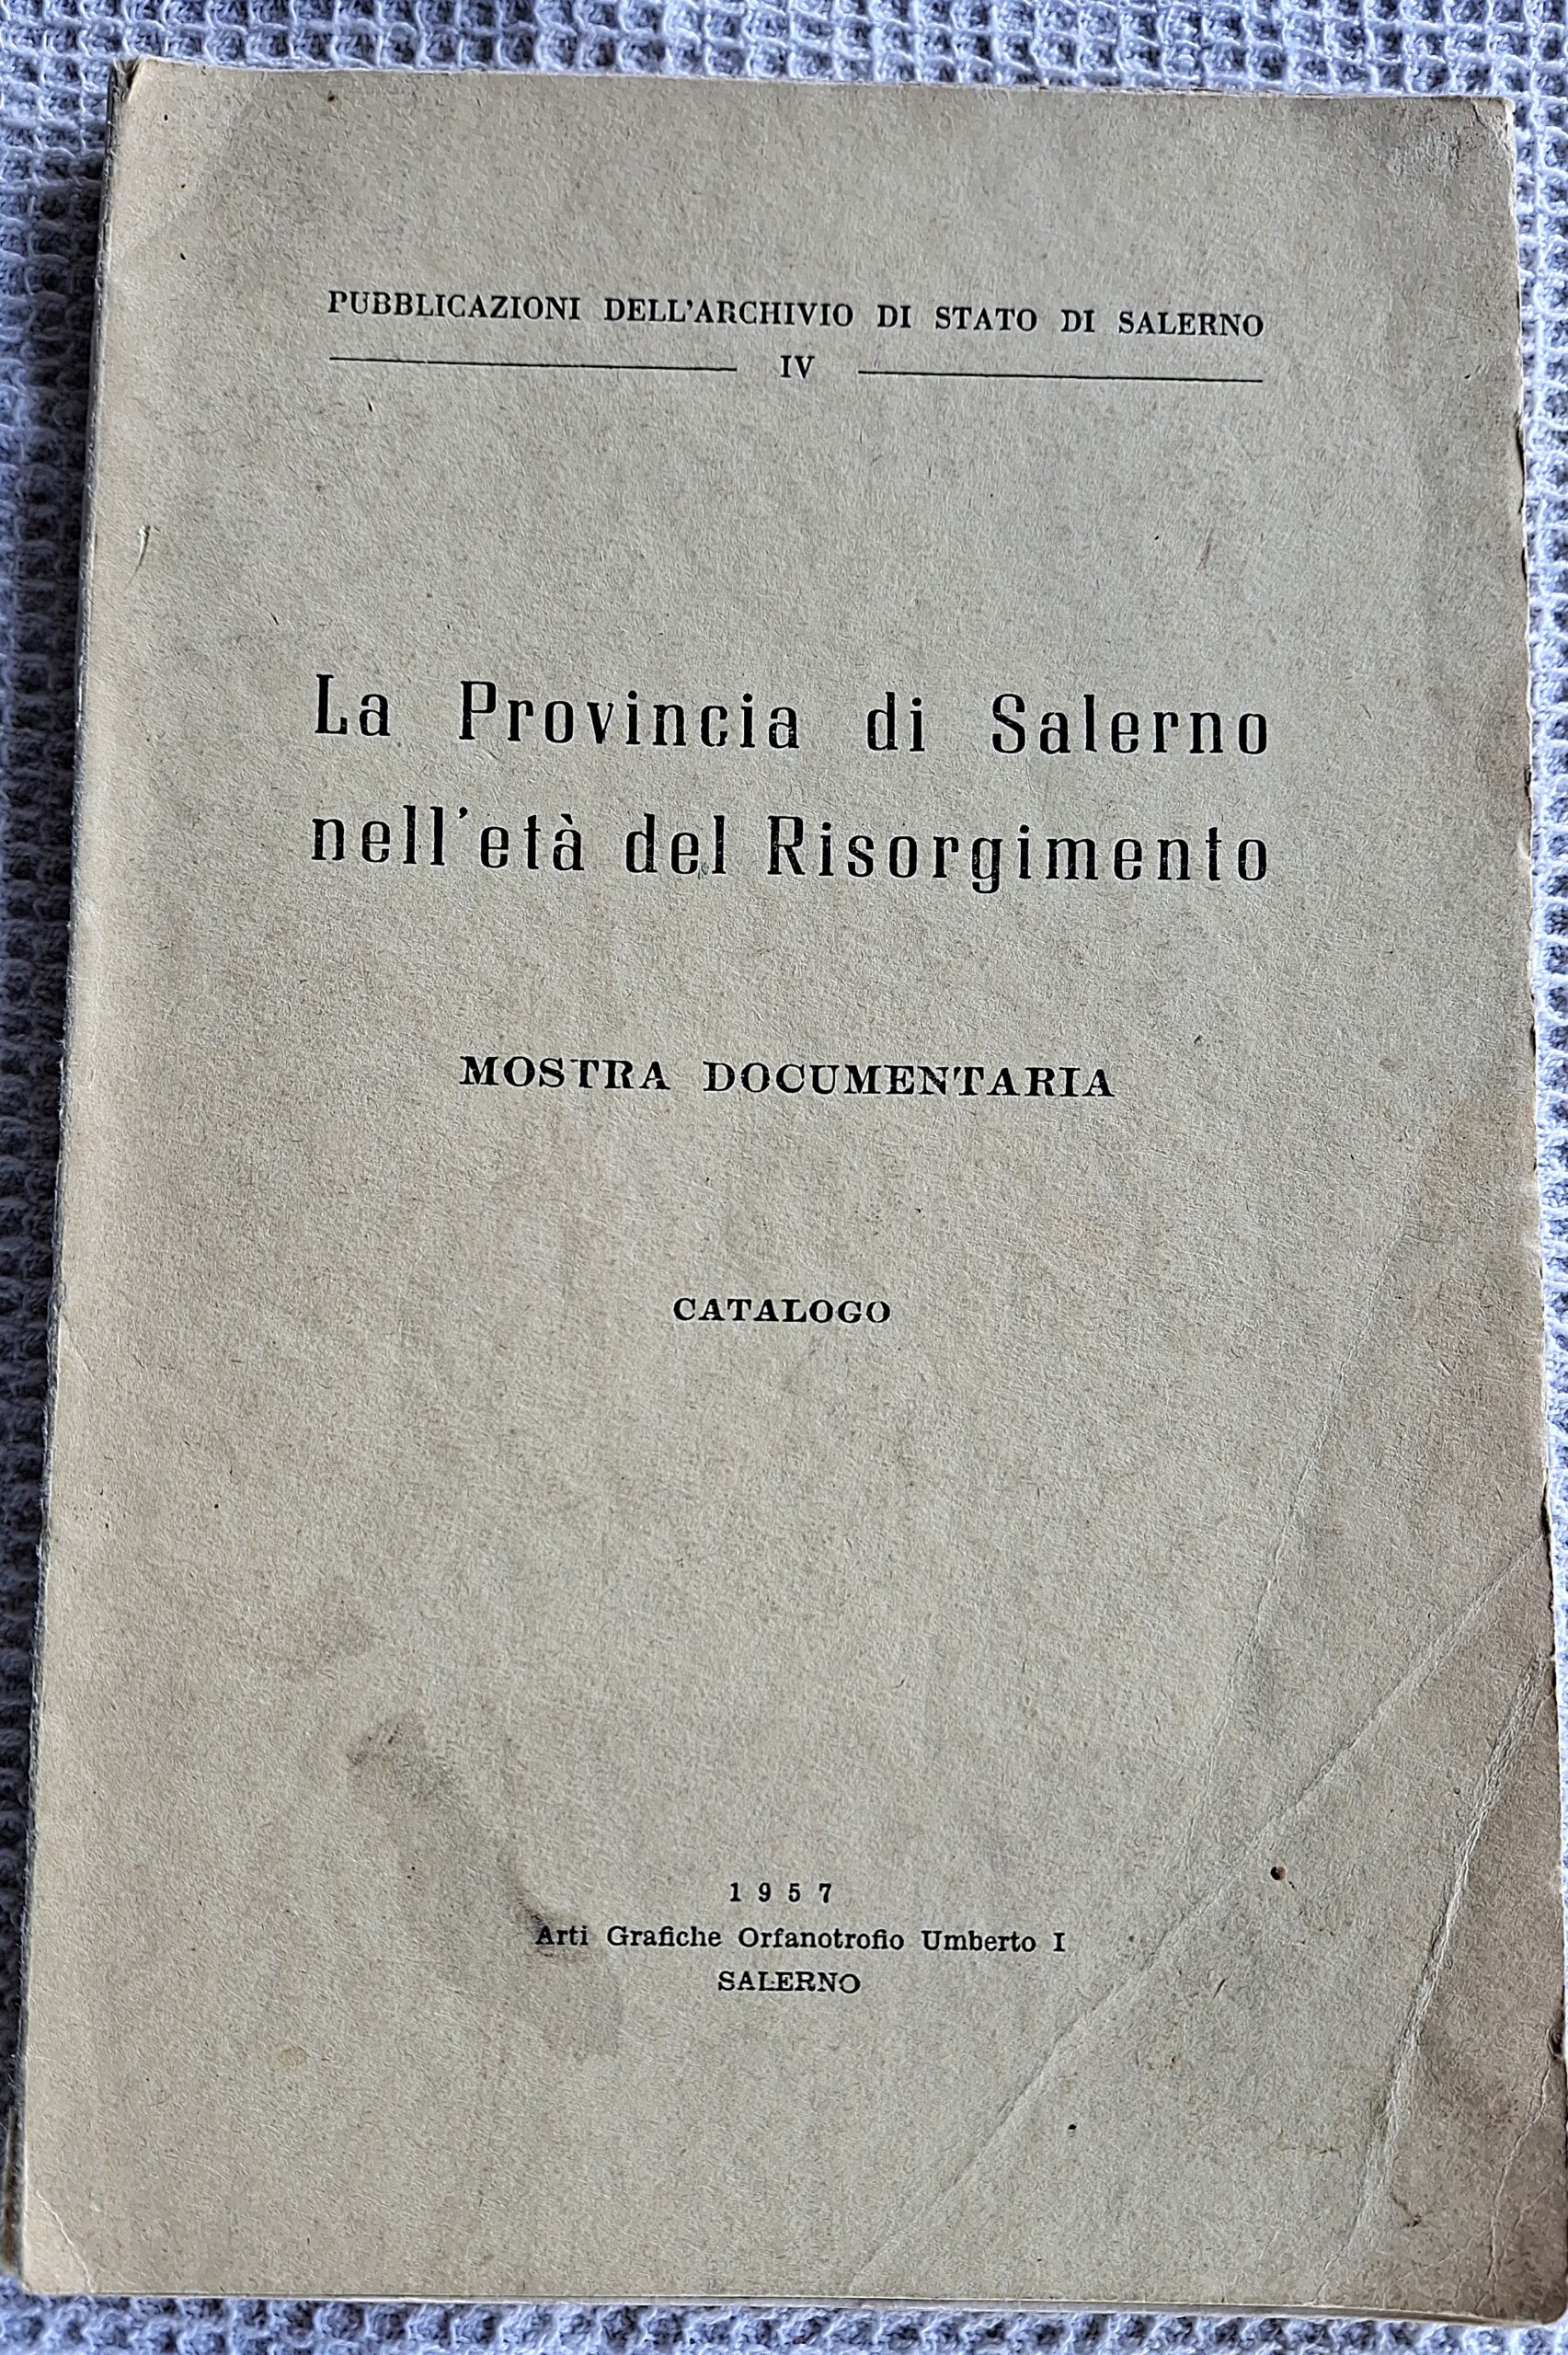 PUBBLICAZIONI DELL'ARCHIVIO DI STATO DI SALERNO
IV
La Provincia di Salerno
nell'età del Risorgimento
MOSTRA DOCUMENTARIA
CATALOGO
1957
Arti Grafiche Orfanotrofio Umberto I
SALERNO